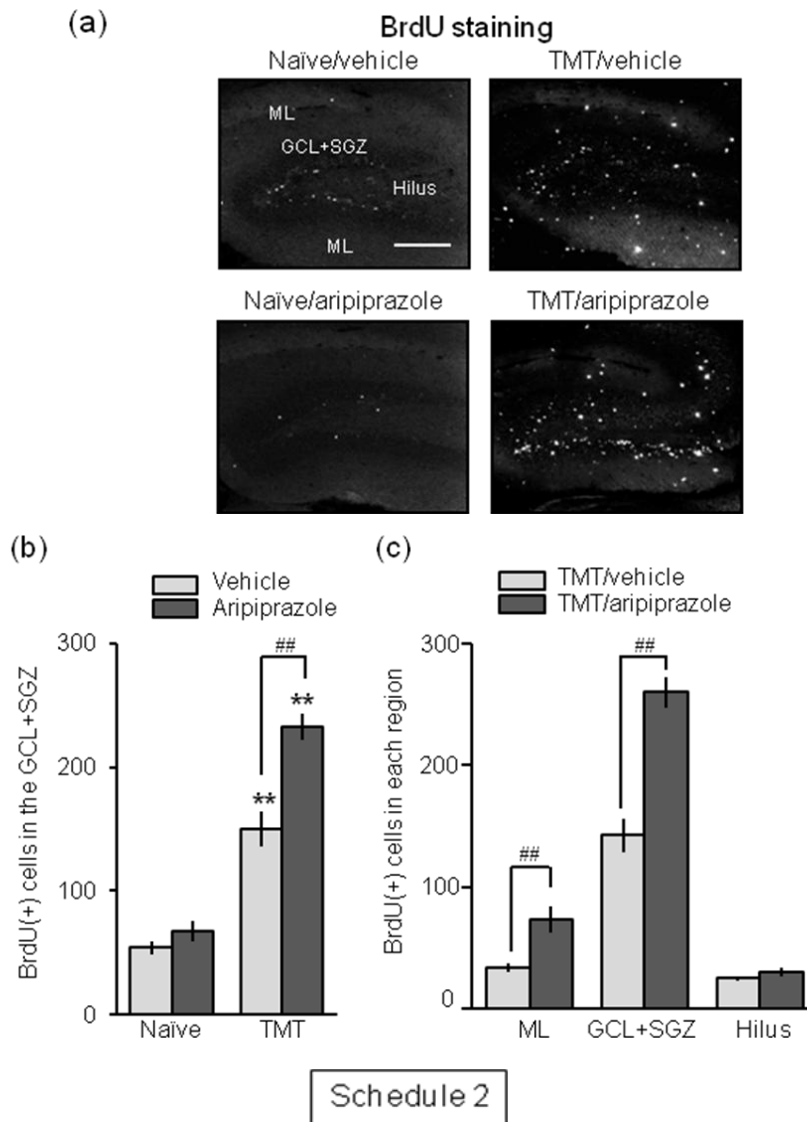 (a)
BrdU staining
Naïve/vehicle
TMT/vehicle
ML
GCL+SGZ
Hilus
ML
Naïve/aripiprazole
TMT/aripiprazole
(b)
Vehicle
Aripiprazole
BrdU(+) cells in the GCL+SGZ
300
200
100
0
##
**
**
Naïve
TMT
(c)
TMT/vehicle
TMT/aripiprazole
BrdU(+) cells in each region
300
200
100
0
##
##
ML
GCL+SGZ
Hilus
Schedule 2